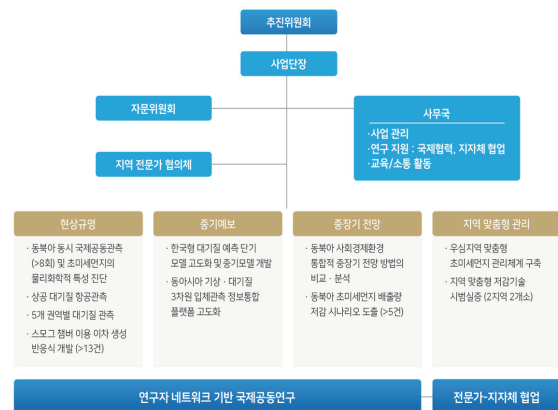 추진위원회
사업단장
자문위원회
사무국
·사업 관리
·연구 지원 : 국제협력, 지자체 협업
·교육/소통 활동
지역 전문가 협의체
현상규명
· 동북아 동시 국제공동관측
(>8회) 및 초미세먼지의
물리화학적 특성 진단
· 상공 대기질 항공관측
· 5개 권역별 대기질 관측
· 스모그 챔버 이용 이차 생성
반응식 개발 (>13건)
중기예보
· 한국형 대기질 예측 단기
모델 고도화 및 중기모델 개발
· 동아시아 기상 · 대기질
3차원 입체관측 정보통합
플랫폼 고도화
중장기 전망
· 동북아 사회경제환경
통합적 중장기 전망 방법의
비교 · 분석
· 동북아 초미세먼지 배출량
저감 시나리오 도출 (>5건)
지역 맞춤형 관리
· 우심지역 맞춤형
초미세먼지 관리체계 구축
· 지역 맞춤형 저감기술
시범실증 (2지역 2개소)
연구자 네트워크 기반 국제공동연구
전문가-지자체 협업